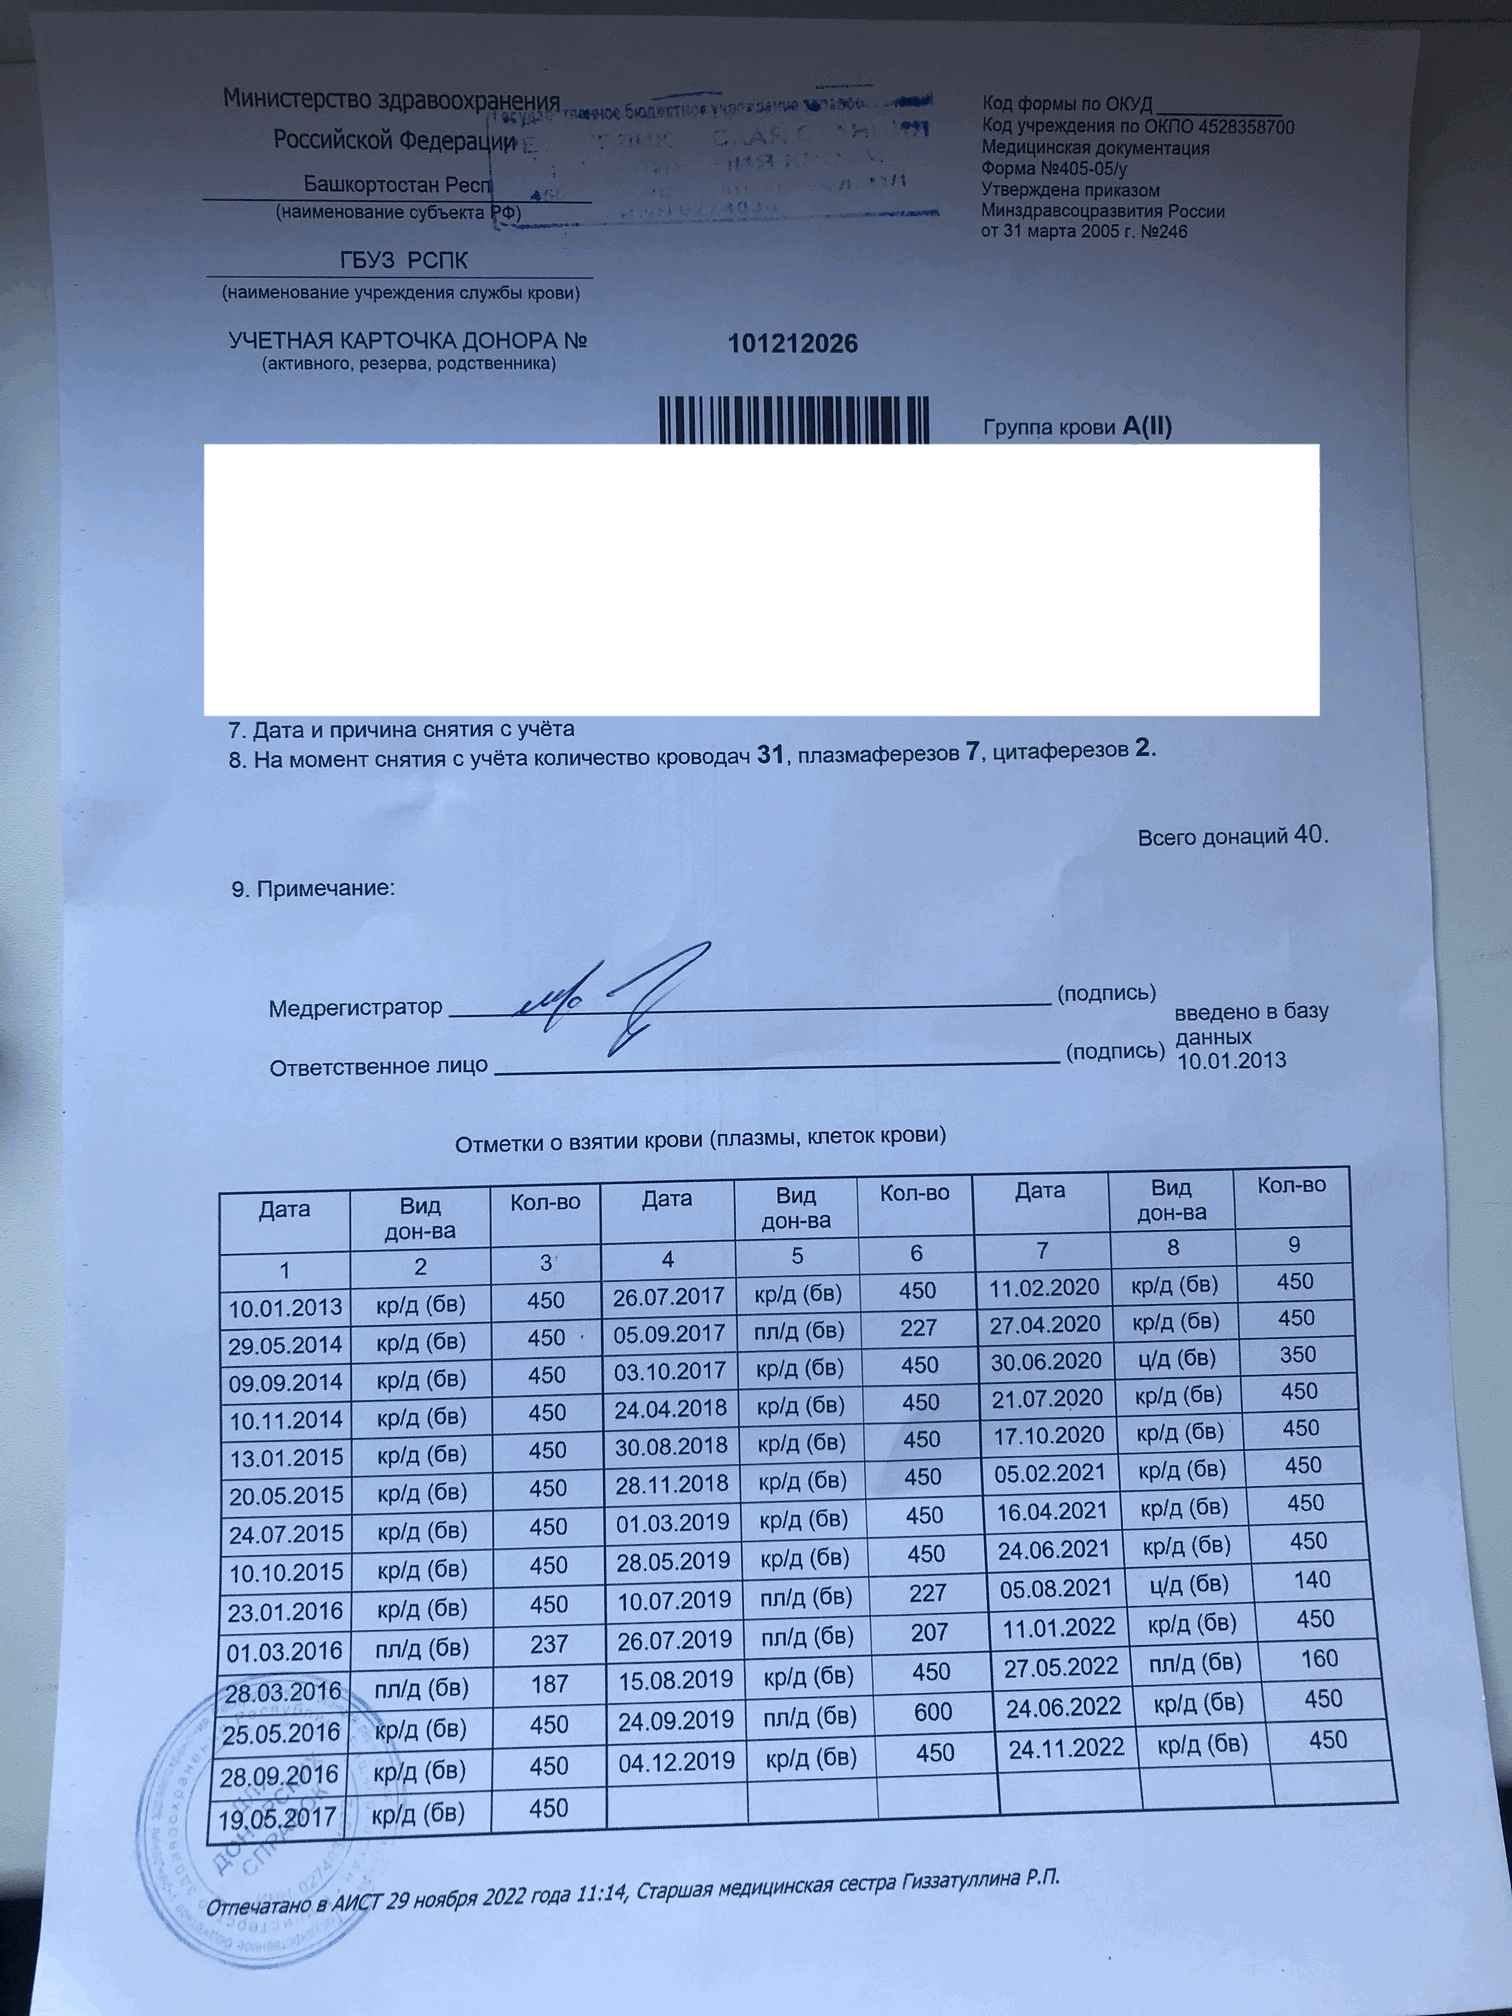 Министерство здравоохранения
Российской Федерации
Башкортостан Респ
(наименование субъекта РФ)
ГБУЗ РСПК
(наименование учреждения службы крови)
Государственное бюджетное учреждение
Код формы по ОКУД
Код учреждения по ОКПО 4528358700
Медицинская документация
Форма №405-05/у
Утверждена приказом
Минздравсоцразвития России
от 31 марта 2005 г. №246
УЧЕТНАЯ КАРТОЧКА ДОНОРА № 101212026
(активного, резерва, родственника)
Группа крови A(II)
7. Дата и причина снятия с учёта
8. На момент снятия с учёта количество кроводач 31, плазмаферезов 7, цитаферезов 2.
Всего донаций 40.
9. Примечание:
Медрегистратор (подпись)
Ответственное лицо (подпись)
введено в базу
данных
10.01.2013
Отметки о взятии крови (плазмы, клеток крови)
Дата Вид дон-ва Кол-во Дата Вид дон-ва Кол-во Дата Вид дон-ва Кол-во
1 2 3 4 5 6 7 8 9
10.01.2013 кр/д (бв) 450 26.07.2017 кр/д (бв) 450 11.02.2020 кр/д (бв) 450
29.05.2014 кр/д (бв) 450 05.09.2017 пл/д (бв) 227 27.04.2020 кр/д (бв) 450
09.09.2014 кр/д (бв) 450 03.10.2017 кр/д (бв) 450 30.06.2020 ц/д (бв) 350
10.11.2014 кр/д (бв) 450 24.04.2018 кр/д (бв) 450 21.07.2020 кр/д (бв) 450
13.01.2015 кр/д (бв) 450 30.08.2018 кр/д (бв) 450 17.10.2020 кр/д (бв) 450
20.05.2015 кр/д (бв) 450 28.11.2018 кр/д (бв) 450 05.02.2021 кр/д (бв) 450
24.07.2015 кр/д (бв) 450 01.03.2019 кр/д (бв) 450 16.04.2021 кр/д (бв) 450
10.10.2015 кр/д (бв) 450 28.05.2019 кр/д (бв) 450 24.06.2021 кр/д (бв) 450
23.01.2016 кр/д (бв) 450 10.07.2019 пл/д (бв) 227 05.08.2021 ц/д (бв) 140
01.03.2016 пл/д (бв) 237 26.07.2019 пл/д (бв) 207 11.01.2022 кр/д (бв) 450
28.03.2016 пл/д (бв) 187 15.08.2019 кр/д (бв) 450 27.05.2022 пл/д (бв) 160
25.05.2016 кр/д (бв) 450 24.09.2019 пл/д (бв) 600 24.06.2022 кр/д (бв) 450
28.09.2016 кр/д (бв) 450 04.12.2019 кр/д (бв) 450 24.11.2022 кр/д (бв) 450
19.05.2017 кр/д (бв) 450
ДЛЯ
ДОНОРСКИХ
СПРАВОК
Отпечатано в АИСТ 29 ноября 2022 года 11:14, Старшая медицинская сестра Гиззатуллина Р.П.